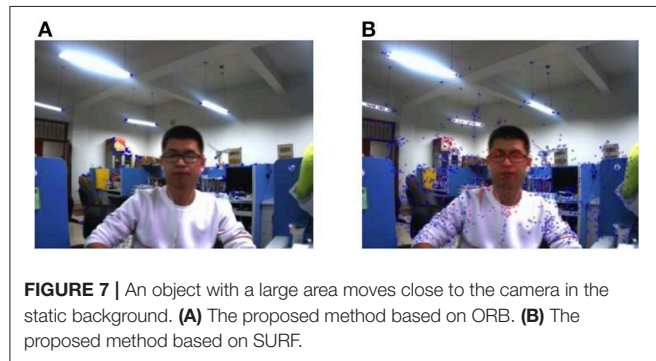 A
B
FIGURE 7 | An object with a large area moves close to the camera in the
static background. (A) The proposed method based on ORB. (B) The
proposed method based on SURF.